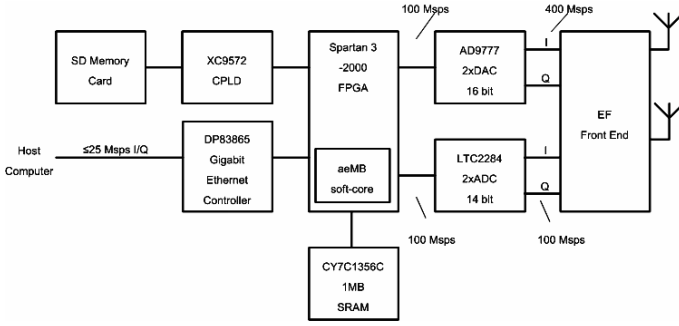 100 Msps
400 Msps
SD Memory
Card
XC9572
CPLD
Spartan 3
-2000
FPGA
AD9777
2xDAC
16 bit
I
Q
EF
Front End
Host
Computer
≤25 Msps I/Q
DP83865
Gigabit
Ethernet
Controller
aeMB
soft-core
LTC2284
2xADC
14 bit
I
Q
100 Msps
100 Msps
CY7C1356C
1MB
SRAM